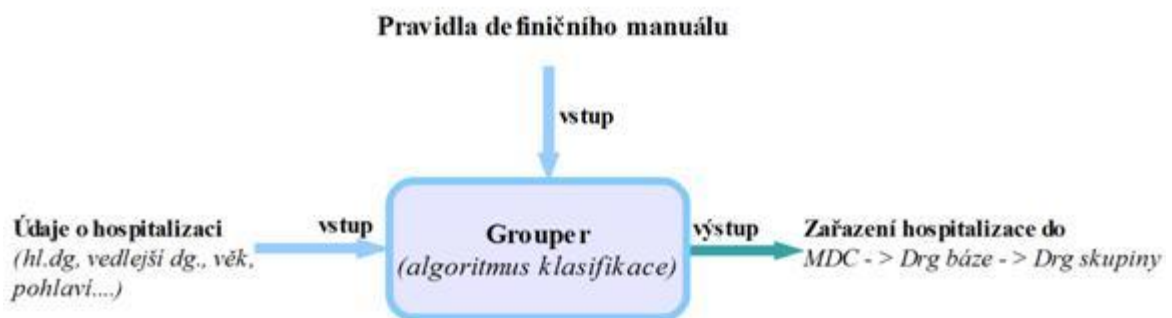 Pravidla definičního manuálu
vstup
Údaje o hospitalizaci
(hl.dg, vedlejší dg., věk,
pohlaví....)
vstup
Grouper
(algoritmus klasifikace)
výstup
Zařazení hospitalizace do
MDC - > Drg báze - > Drg skupiny